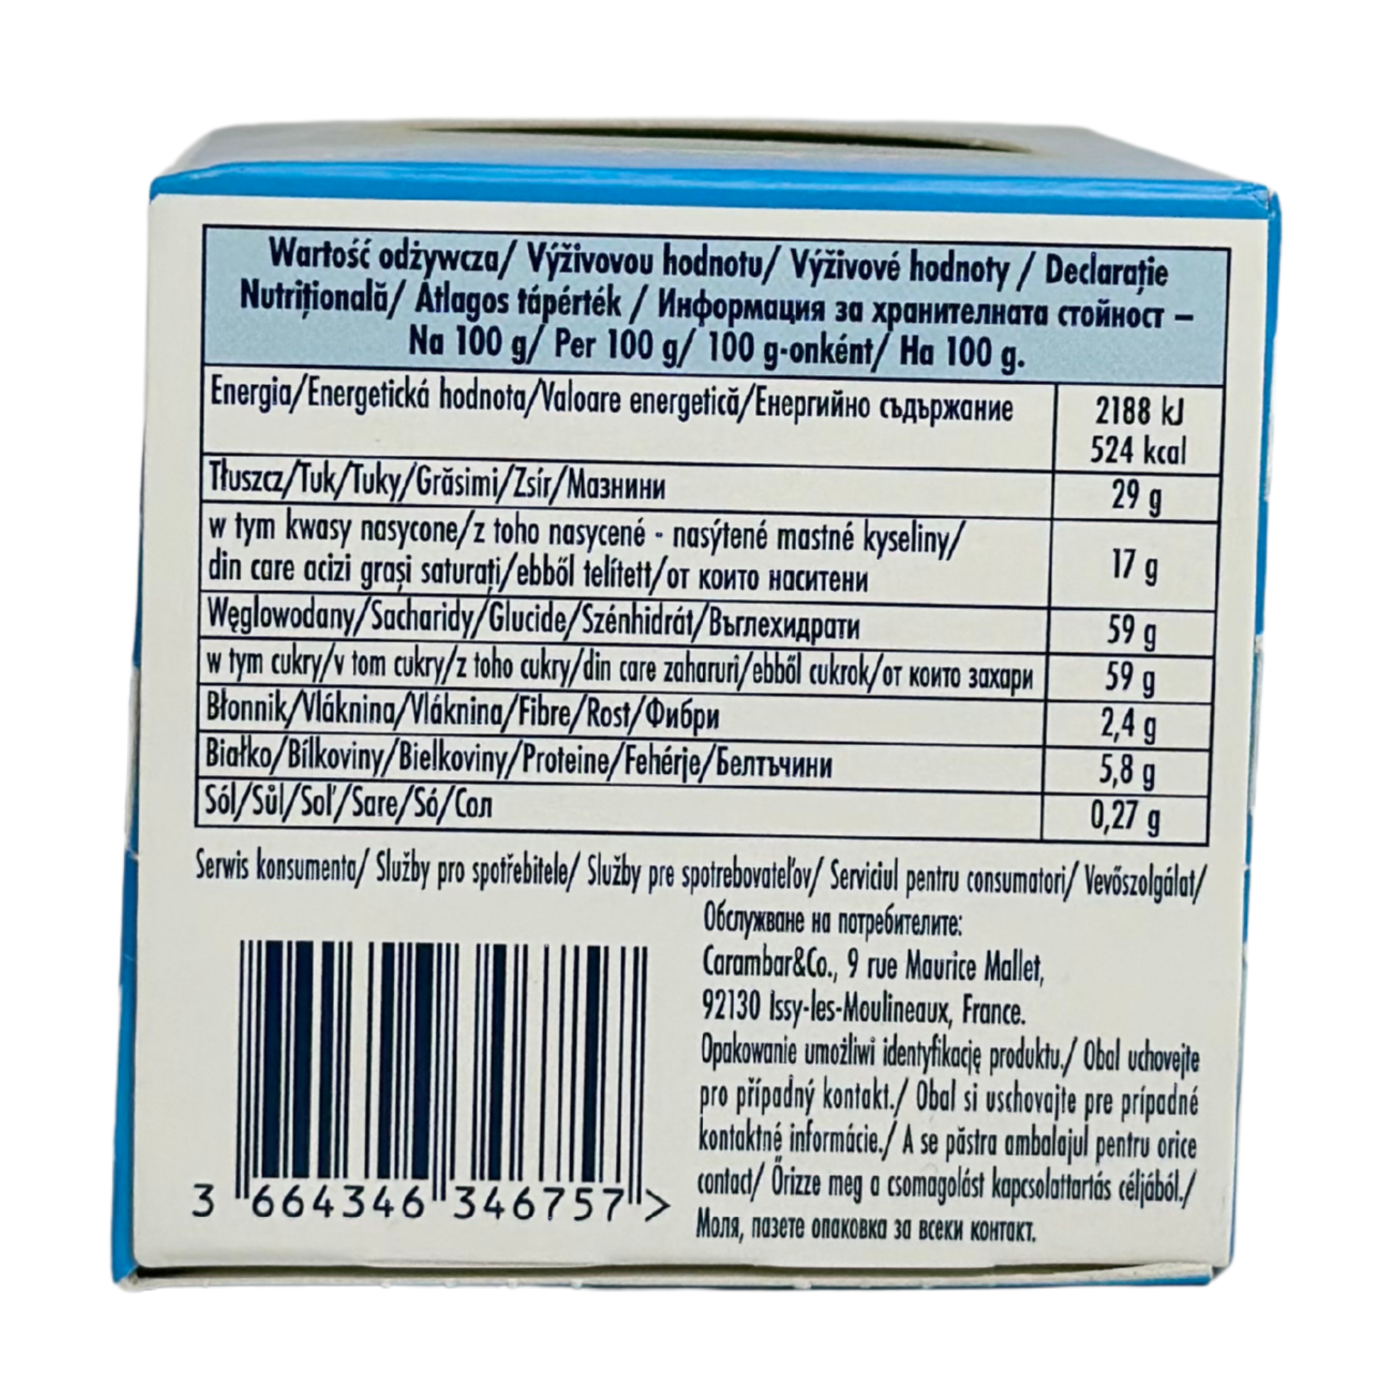 Wartość odżywcza/ Výživovou hodnotu/ Výživové hodnoty / Declarație
Nutrițională/ Átlagos tápérték / Информация за хранителната стойност –
Na 100 g/ Per 100 g/ 100 g-onként/ На 100 g.
Energia/Energetická hodnota/Valoare energetică/Енергийно съдържание
2188 kJ
524 kcal
Tłuszcz/Tuk/Tuky/Grăsimi/Zsír/Мазнини
29 g
w tym kwasy nasycone/z toho nasycené - nasýtené mastné kyseliny/
din care acizi grași saturați/ebből telített/от които наситени
17 g
Węglowodany/Sacharidy/Glucide/Szénhidrát/Въглехидрати
59 g
w tym cukry/v tom cukry/z toho cukry/din care zaharuri/ebből cukrok/от които захари
59 g
Błonnik/Vláknina/Vláknina/Fibre/Rost/Фибри
2,4 g
Białko/Bílkoviny/Bielkoviny/Proteine/Fehérje/Белтъчини
5,8 g
Sól/Sůl/Soľ/Sare/Só/Сол
0,27 g
Serwis konsumenta/ Služby pro spotřebitele/ Služby pre spotrebovateľov/ Serviciul pentru consumatori/ Vevőszolgálat/
Обслужване на потребителите:
Carambar&Co., 9 rue Maurice Mallet,
92130 Issy-les-Moulineaux, France.
Opakowanie umożliwi identyfikację produktu./ Obal uchovejte
pro případný kontakt./ Obal si uschovajte pre prípadné
kontaktné informácie./ A se păstra ambalajul pentru orice
contact/ Őrizze meg a csomagolást kapcsolattartás céljából./
Моля, пазете опаковка за всеки контакт.
3 664346 346757 >